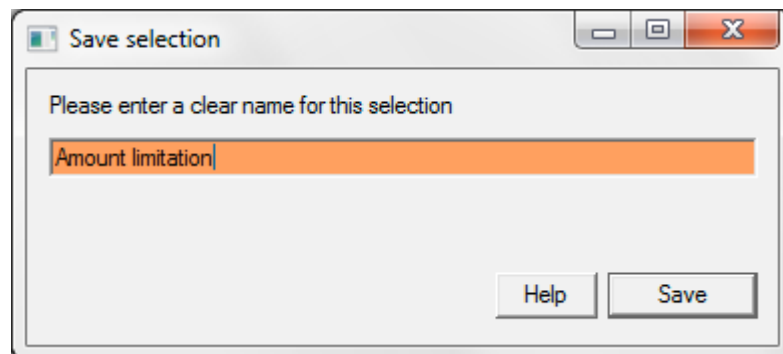 Save selection
Please enter a clear name for this selection
Amount limitation
Help
Save